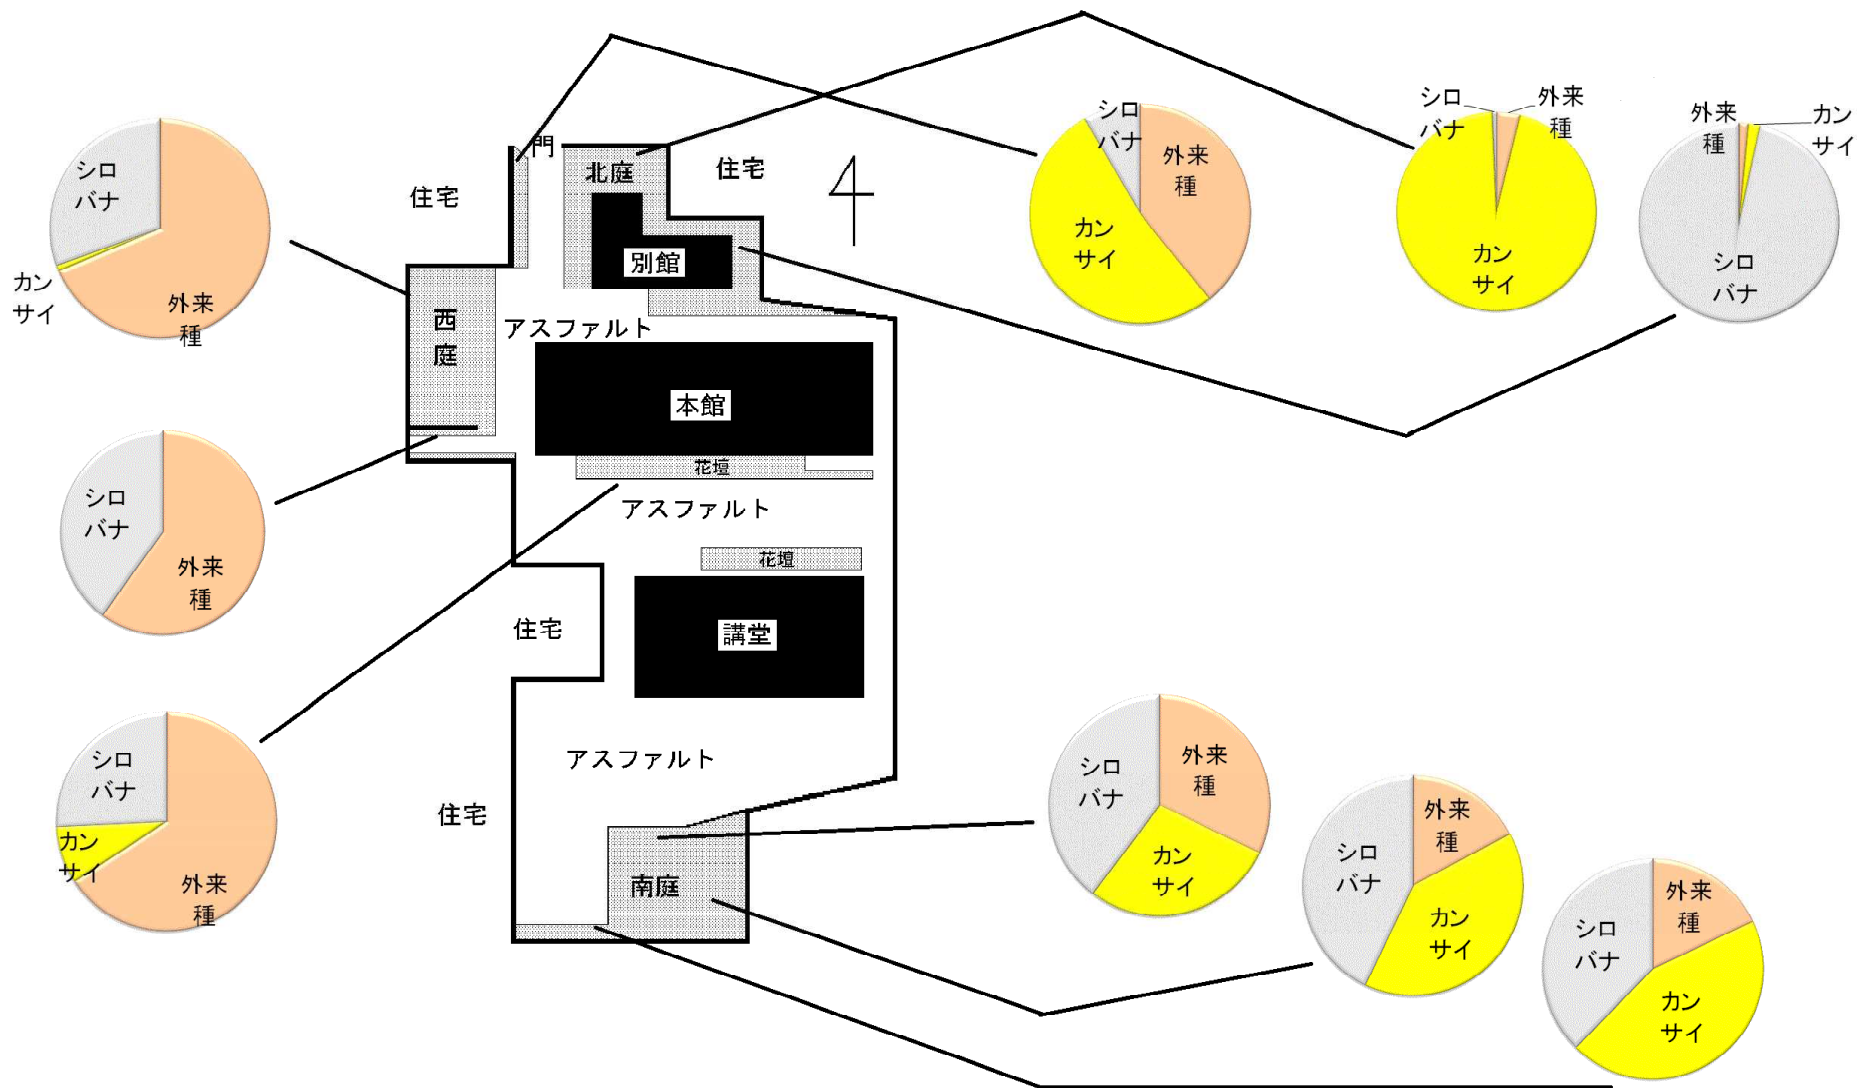 門
北庭
住宅
住宅
別館
西
庭
アスファルト
本館
花壇
アスファルト
花壇
住宅
講堂
アスファルト
住宅
南庭
シロ
バナ
カン
サイ
外来
種
シロ
バナ
外来
種
シロ
バナ
カン
サイ
外来
種
シロ
バナ
外来
種
カン
サイ
シロ
バナ
外来
種
カン
サイ
外来
種
カン
サイ
シロ
バナ
シロ
バナ
外来
種
カン
サイ
シロ
バナ
外来
種
カン
サイ
シロ
バナ
外来
種
カン
サイ